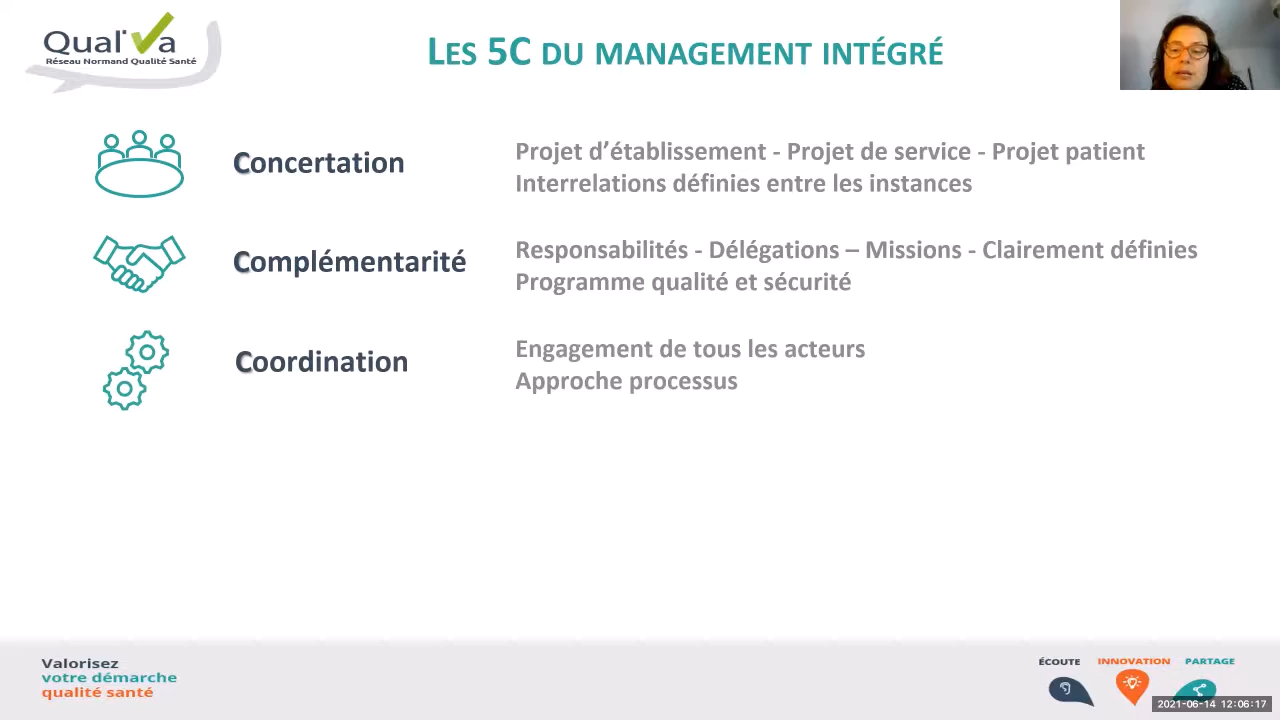 Qual'Va
Réseau Normand Qualité Santé
LES 5C DU MANAGEMENT INTÉGRÉ
Concertation
Projet d’établissement - Projet de service - Projet patient
Interrelations définies entre les instances
Complémentarité
Responsabilités - Délégations – Missions - Clairement définies
Programme qualité et sécurité
Coordination
Engagement de tous les acteurs
Approche processus
Valorisez
votre démarche
qualité santé
ÉCOUTE
INNOVATION
PARTAGE
2021-06-14 12:06:17